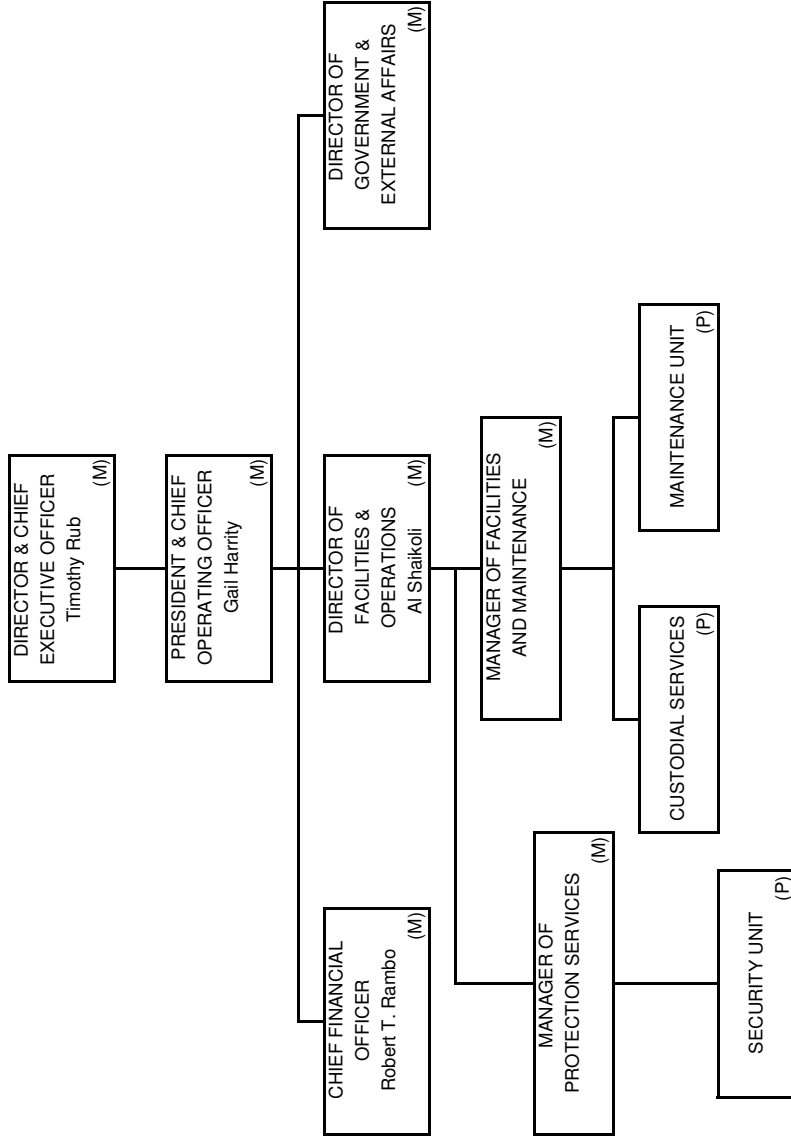 DIRECTOR & CHIEF
EXECUTIVE OFFICER
Timothy Rub
(M)
PRESIDENT & CHIEF
OPERATING OFFICER
Gail Harrity
(M)
CHIEF FINANCIAL
OFFICER
Robert T. Rambo
(M)
DIRECTOR OF
FACILITIES &
OPERATIONS
Al Shaikoli
(M)
DIRECTOR OF
GOVERNMENT &
EXTERNAL AFFAIRS
(M)
MANAGER OF
PROTECTION SERVICES
(M)
MANAGER OF FACILITIES
AND MAINTENANCE
(M)
SECURITY UNIT
(P)
CUSTODIAL SERVICES
(P)
MAINTENANCE UNIT
(P)